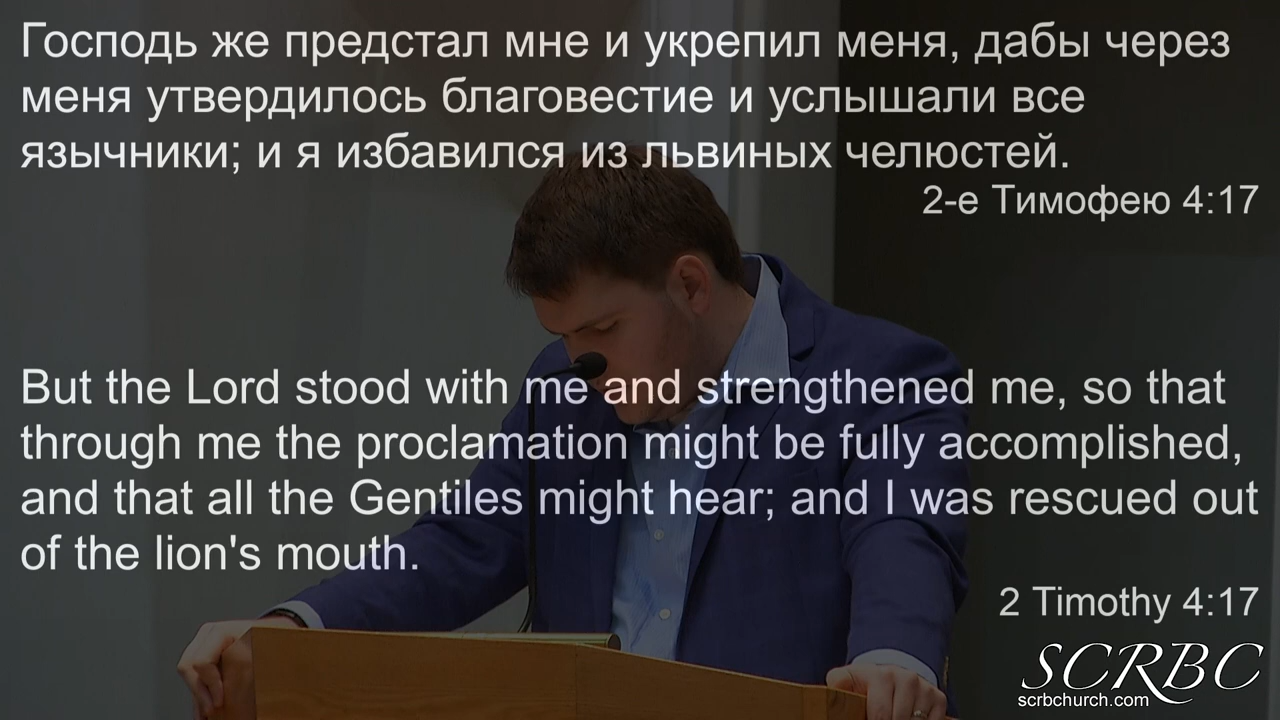 Господь же предстал мне и укрепил меня, дабы через
меня утвердилось благовестие и услышали все
язычники; и я избавился из львиных челюстей.
2-е Тимофею 4:17
But the Lord stood with me and strengthened me, so that
through me the proclamation might be fully accomplished,
and that all the Gentiles might hear; and I was rescued out
of the lion's mouth.
2 Timothy 4:17
SCRBC
scrbchurch.com